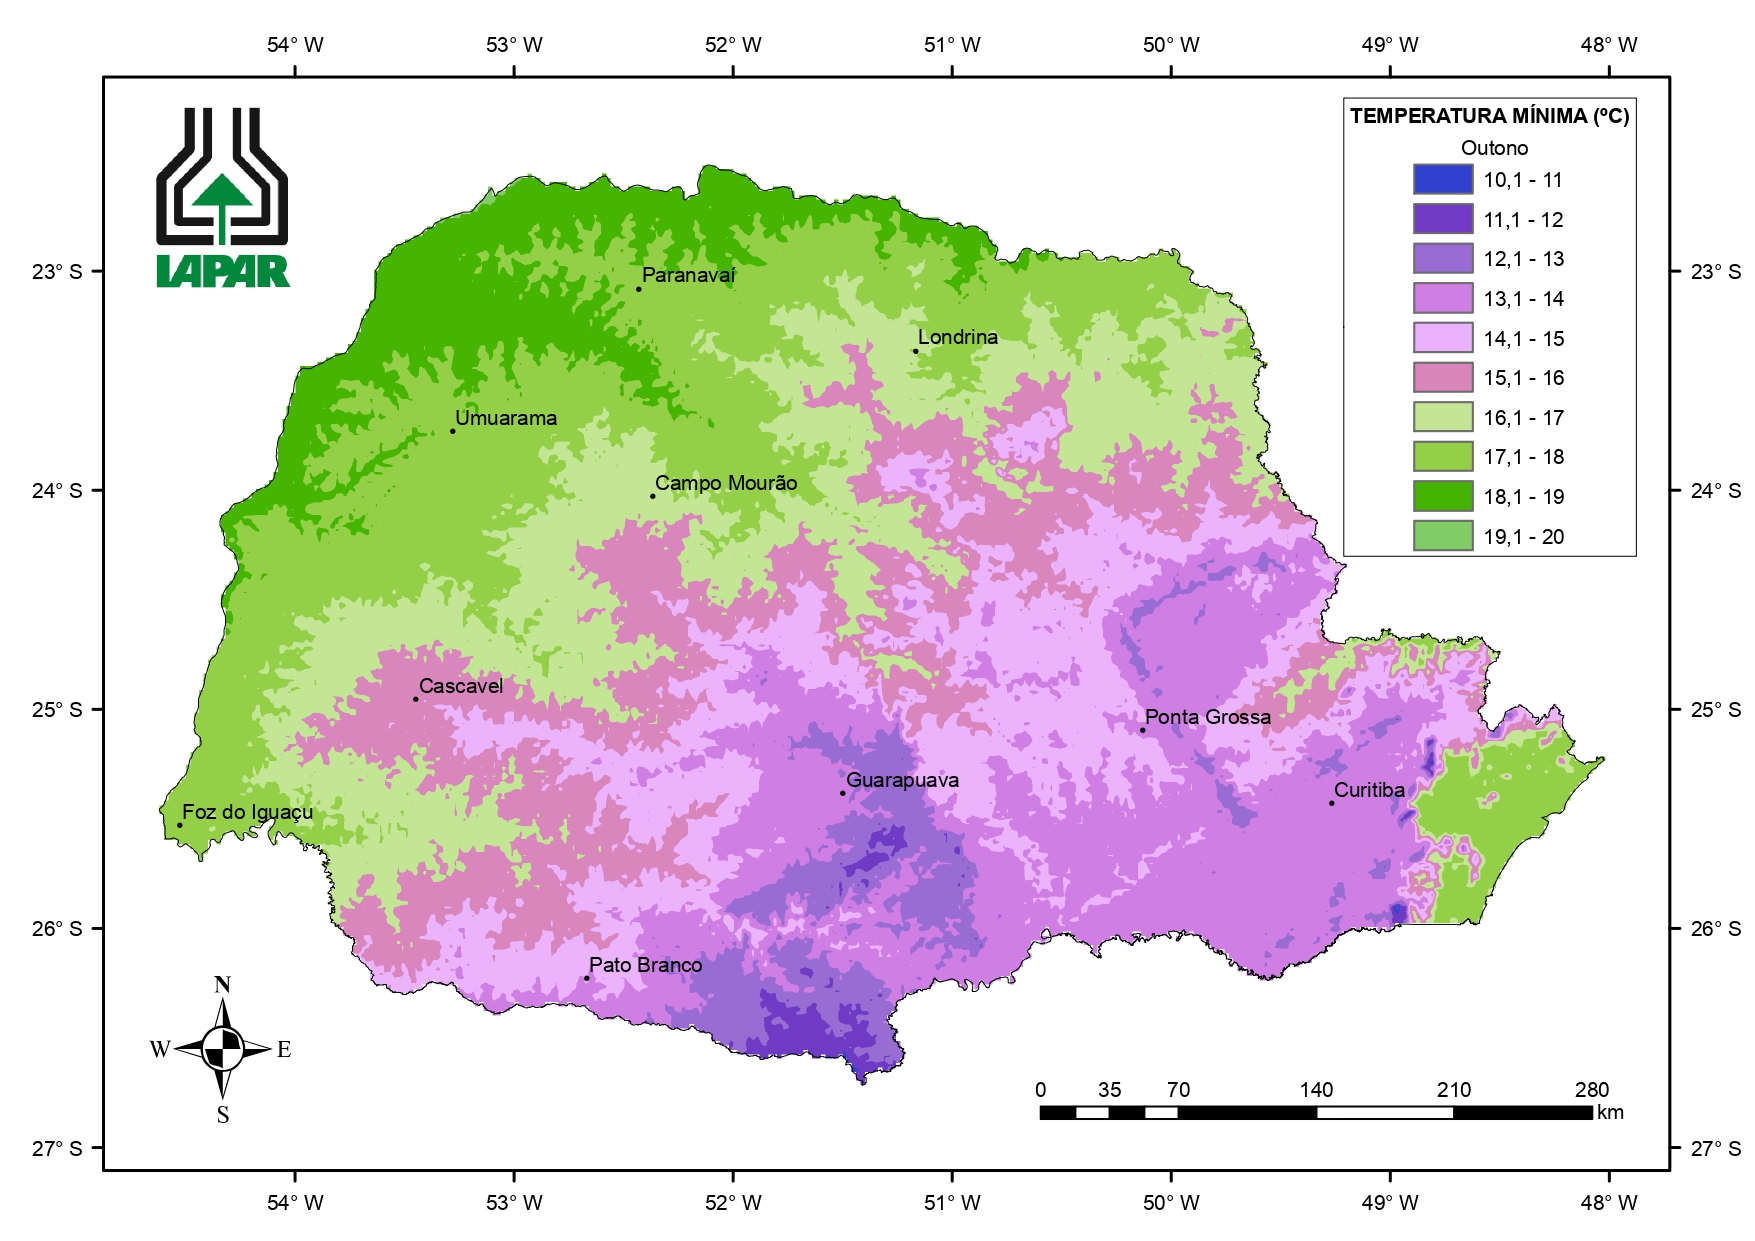 54° W 53° W 52° W 51° W 50° W 49° W 48° W
TEMPERATURA MÍNIMA (ºC)
Outono
10,1 - 11
11,1 - 12
12,1 - 13
13,1 - 14
14,1 - 15
15,1 - 16
16,1 - 17
17,1 - 18
18,1 - 19
19,1 - 20
IAPAR
23° S 23° S
Paranavaí
Londrina
Umuarama
Campo Mourão
24° S 24° S
Cascavel
25° S 25° S
Ponta Grossa
Guarapuava
Curitiba
Foz do Iguaçu
26° S 26° S
Pato Branco
N
W E
S
0 35 70 140 210 280
km
27° S 27° S
54° W 53° W 52° W 51° W 50° W 49° W 48° W